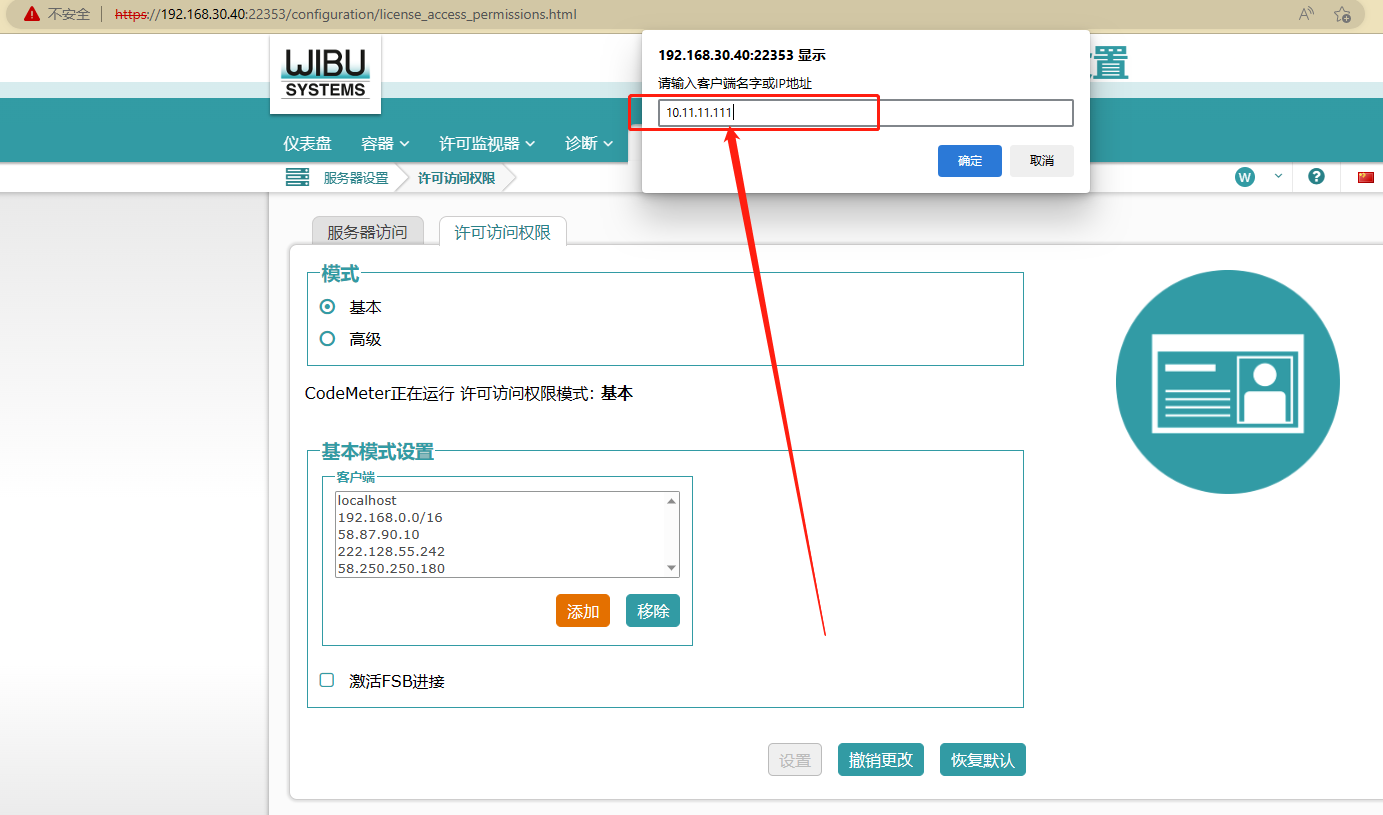 不安全
https://192.168.30.40:22353/configuration/license_access_permissions.html
WIBU
SYSTEMS
置
192.168.30.40:22353 显示
请输入客户端名字或IP地址
10.11.11.111
确定
取消
仪表盘
容器
许可监视器
诊断
服务器设置
许可访问权限
W
?
服务器访问
许可访问权限
模式
基本
高级
CodeMeter正在运行 许可访问权限模式: 基本
基本模式设置
客户端
localhost
192.168.0.0/16
58.87.90.10
222.128.55.242
58.250.250.180
添加
移除
激活FSB进接
设置
撤销更改
恢复默认